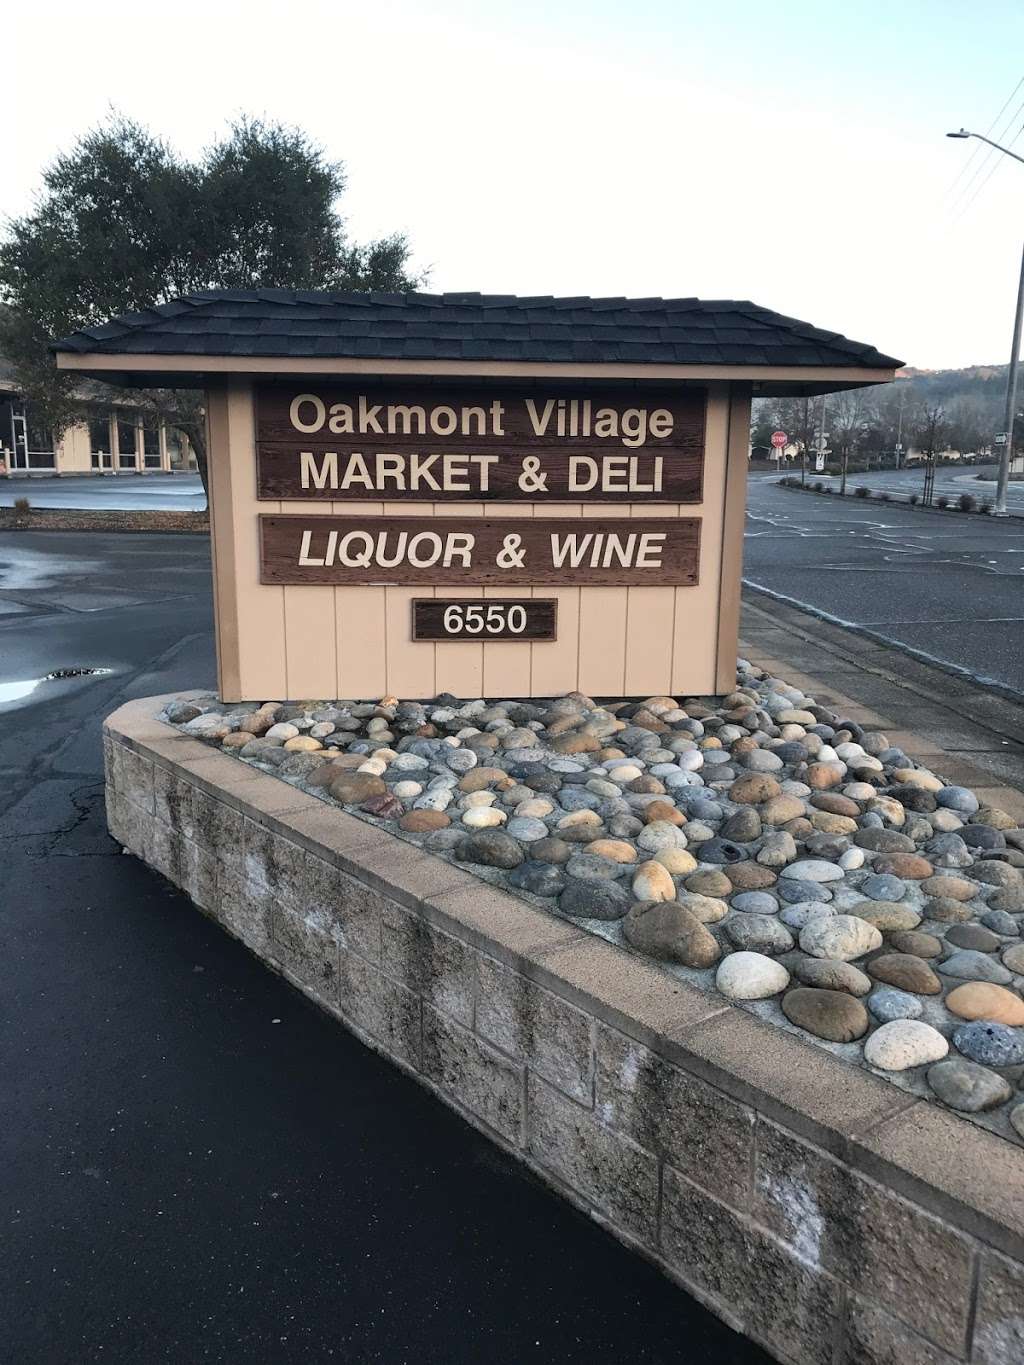 Oakmont Village
MARKET & DELI
LIQUOR & WINE
6550
STOP